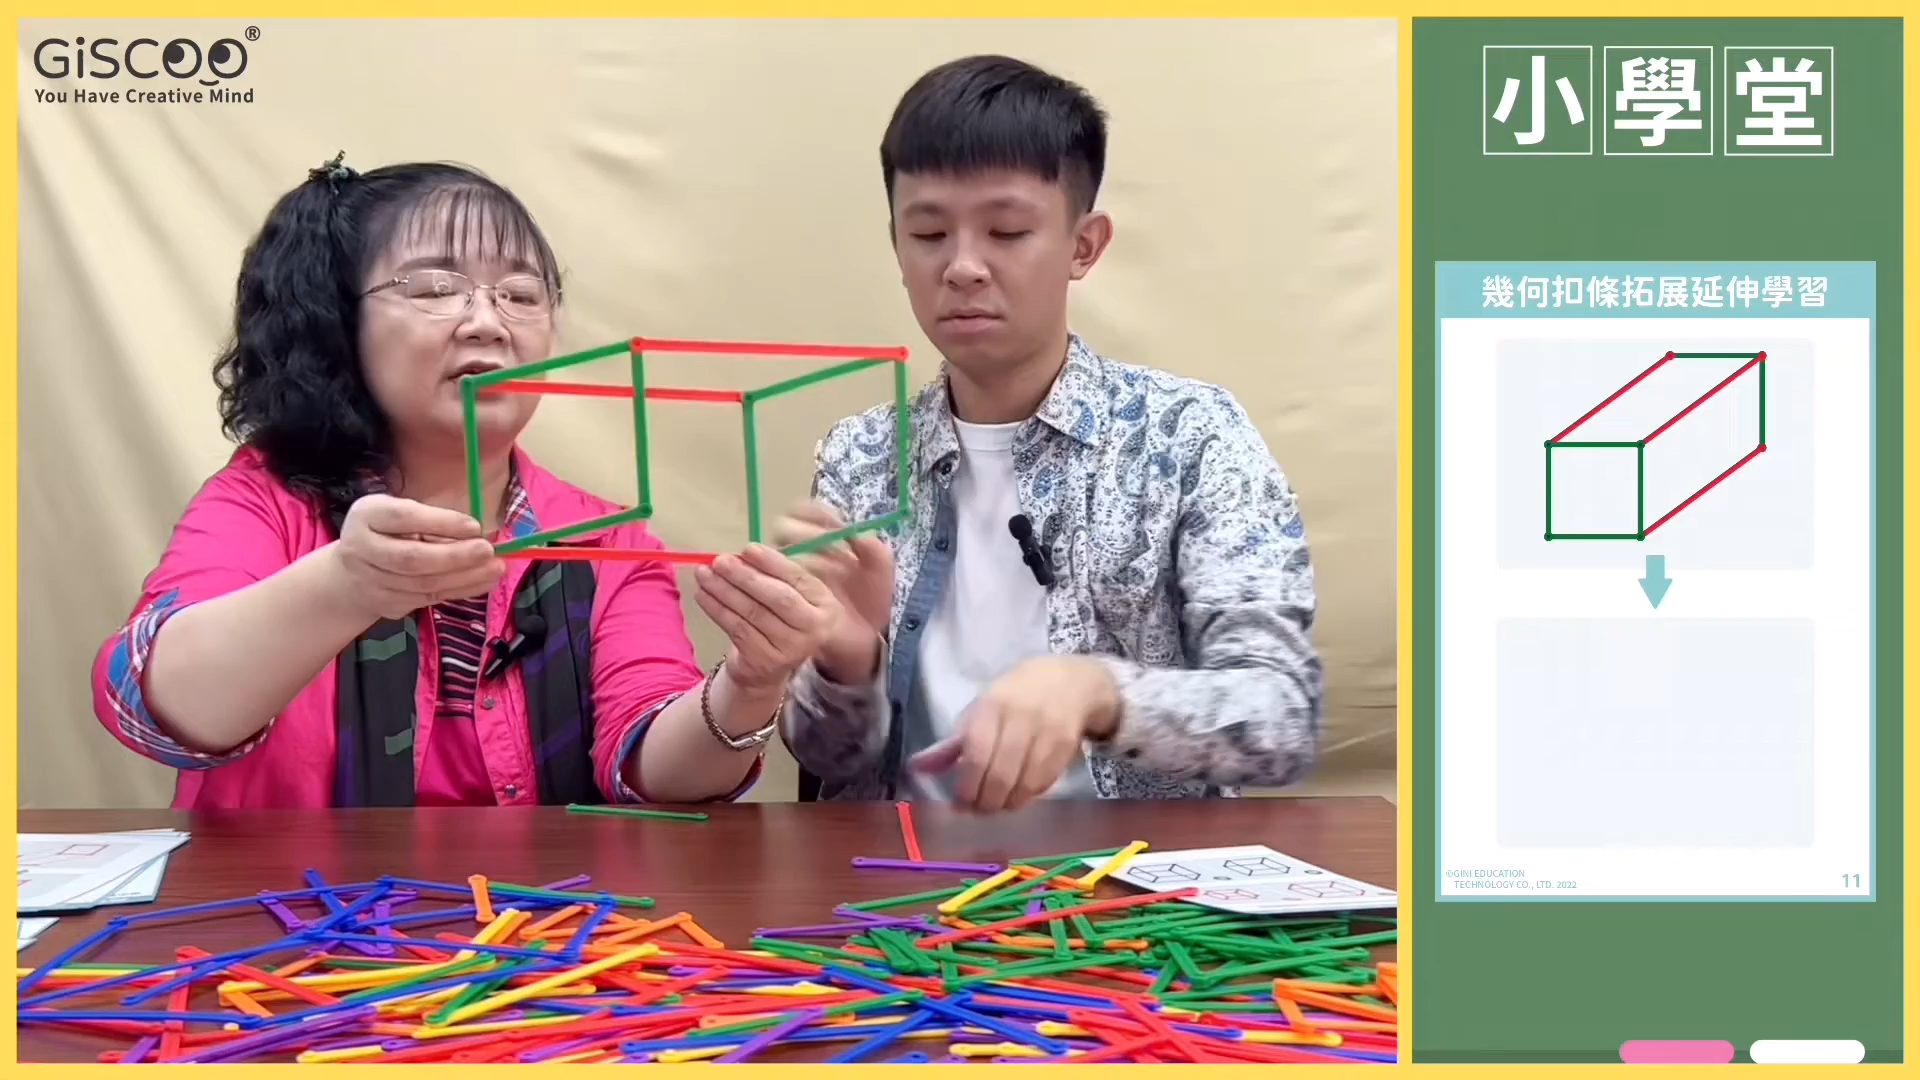 GiSCOO®
You Have Creative Mind
小學堂
幾何扣條拓展延伸學習
©GINI EDUCATION
TECHNOLOGY CO., LTD. 2022
11